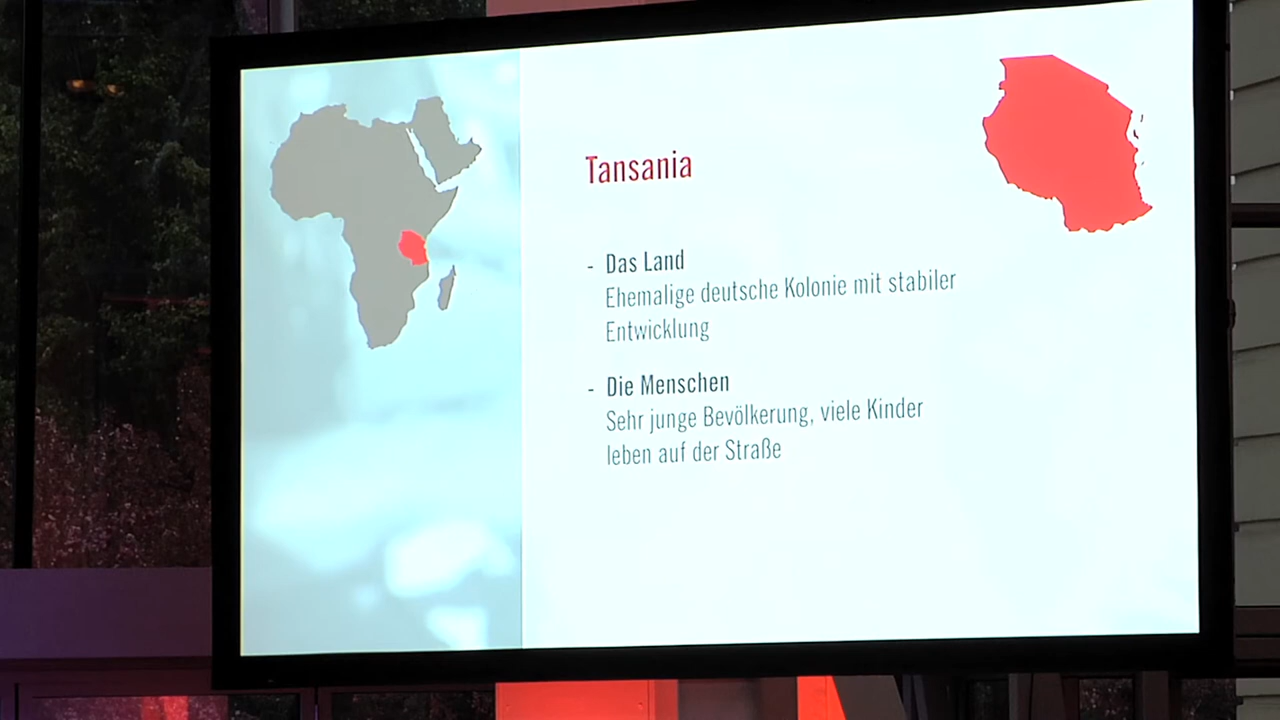 Tansania
- Das Land
Ehemalige deutsche Kolonie mit stabiler
Entwicklung
- Die Menschen
Sehr junge Bevölkerung, viele Kinder
leben auf der Straße